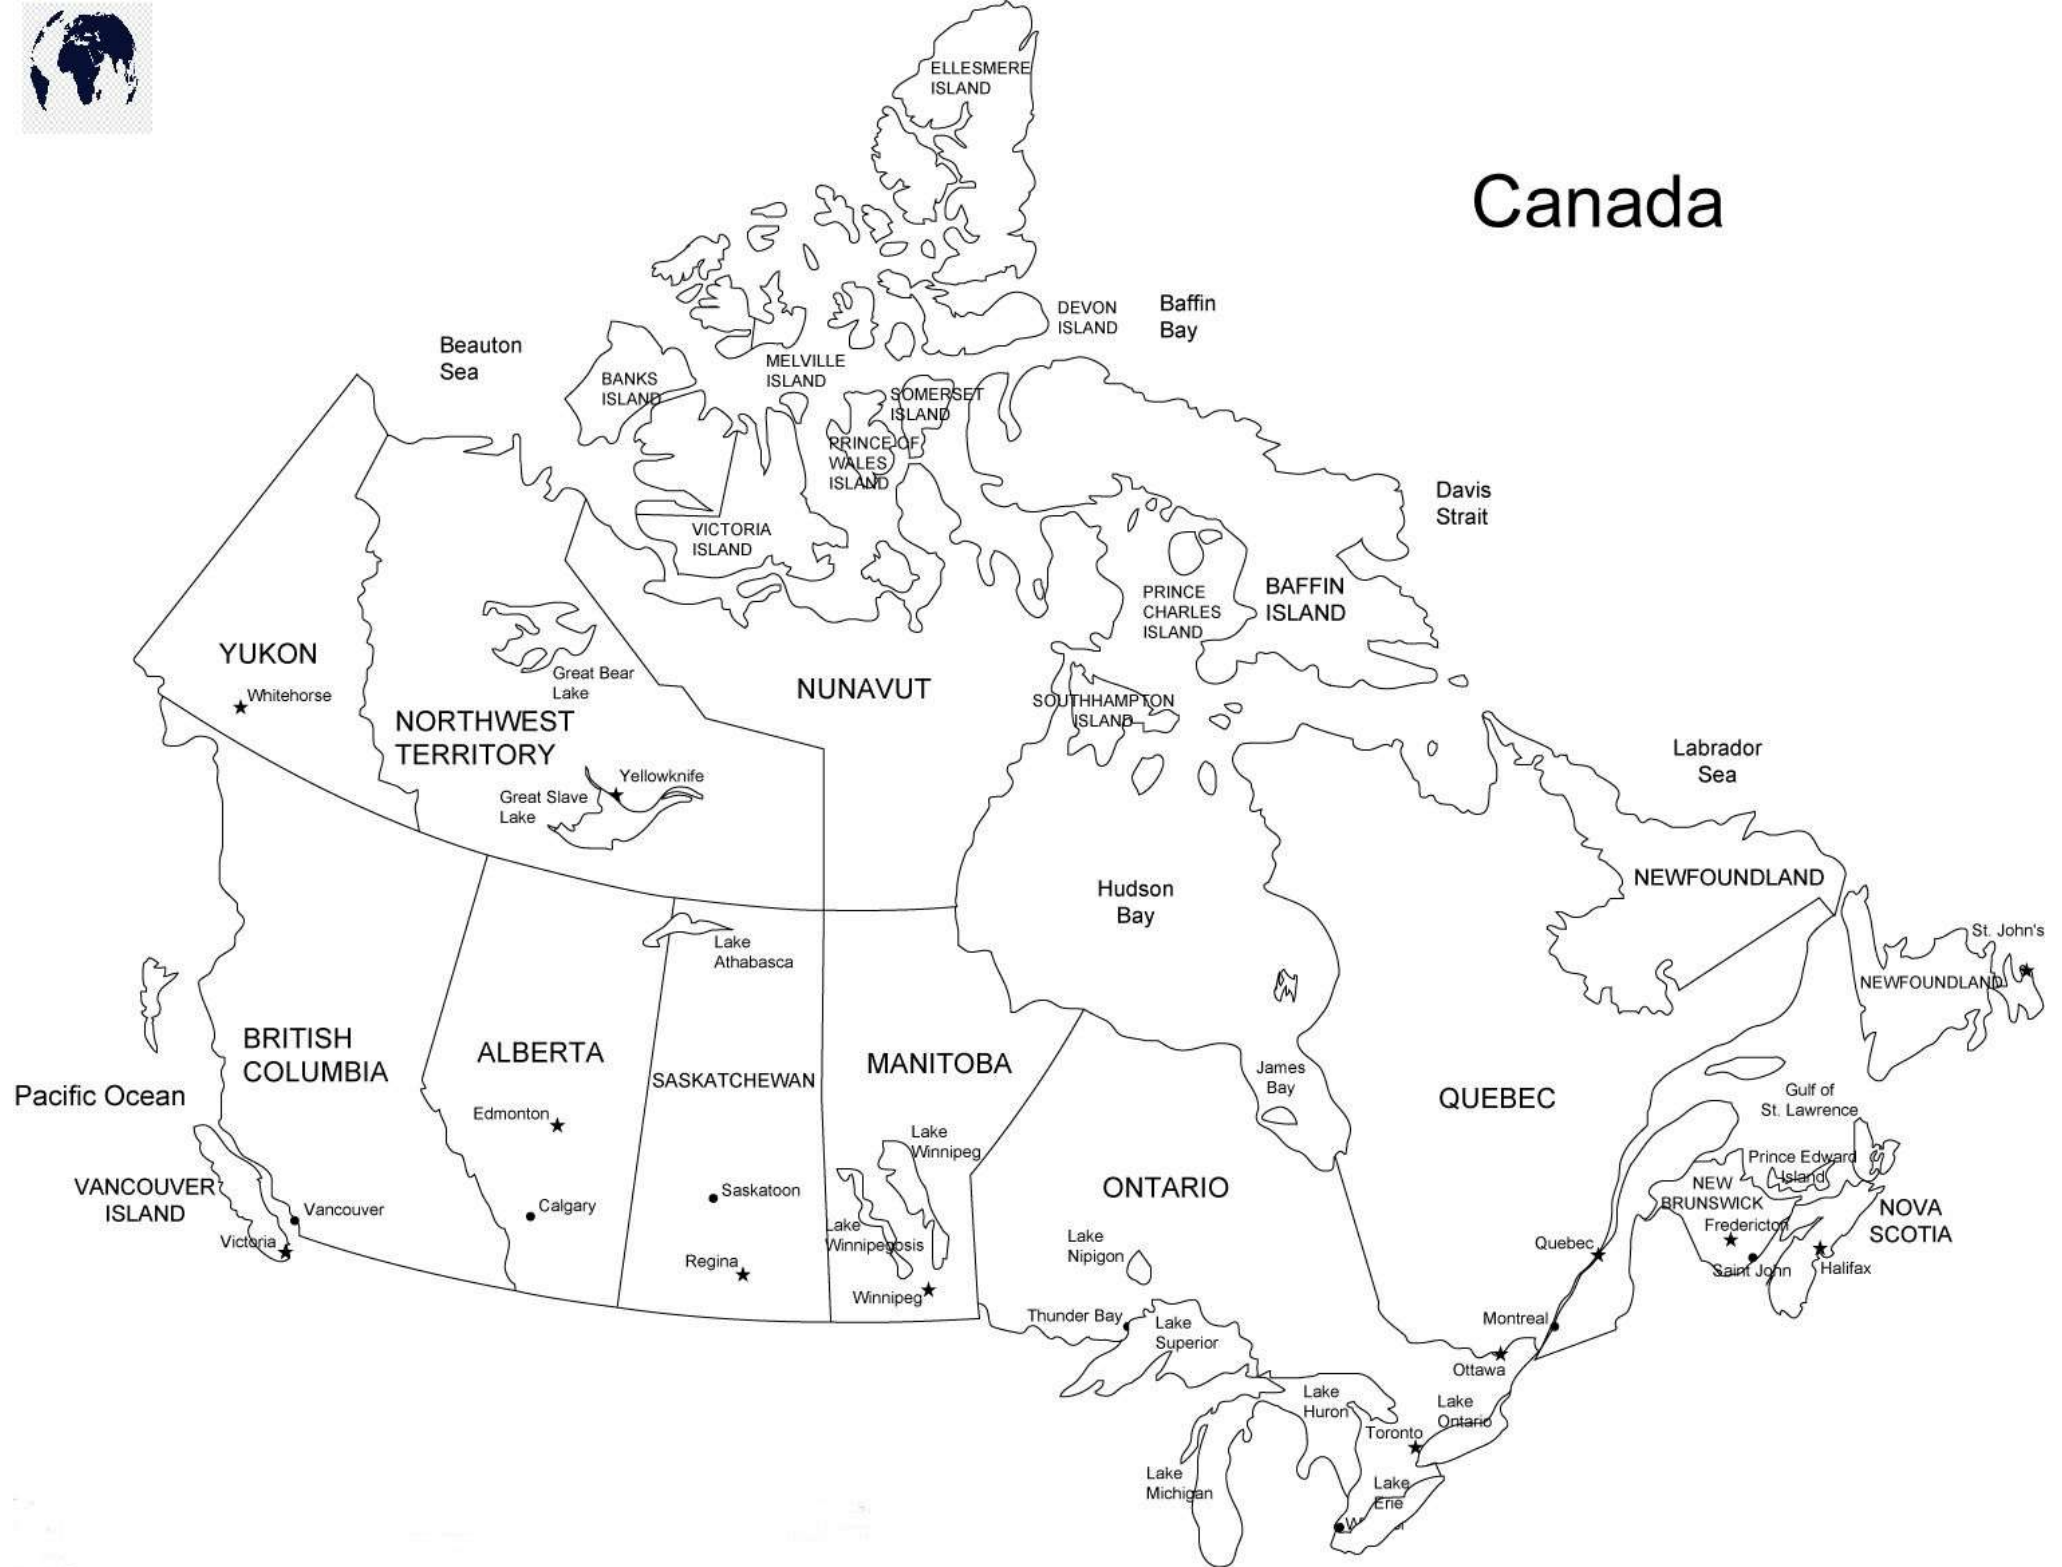 ELLESMERE
ISLAND
Canada
DEVON
ISLAND
Baffin
Bay
Beauton
Sea
MELVILLE
ISLAND
BANKS
ISLAND
SOMERSET
ISLAND
PRINCE OF
WALES
ISLAND
Davis
Strait
VICTORIA
ISLAND
PRINCE
CHARLES
ISLAND
BAFFIN
ISLAND
YUKON
Whitehorse
Great Bear
Lake
NORTHWEST
TERRITORY
NUNAVUT
SOUTHHAMPTON
ISLAND
Labrador
Sea
Yellowknife
Great Slave
Lake
Hudson
Bay
NEWFOUNDLAND
St. John's
NEWFOUNDLAND
Lake
Athabasca
BRITISH
COLUMBIA
ALBERTA
SASKATCHEWAN
MANITOBA
James
Bay
QUEBEC
Gulf of
St. Lawrence
Pacific Ocean
Edmonton
Lake
Winnipeg
Prince Edward
Island
NEW
BRUNSWICK
NOVA
SCOTIA
VANCOUVER
ISLAND
Vancouver
Victoria
Calgary
Saskatoon
Regina
Lake
Winnipegosis
Winnipeg
ONTARIO
Lake
Nipigon
Fredericton
Saint John
Halifax
Quebec
Thunder Bay
Lake
Superior
Montreal
Ottawa
Lake
Huron
Lake
Ontario
Toronto
Lake
Michigan
Lake
Erie